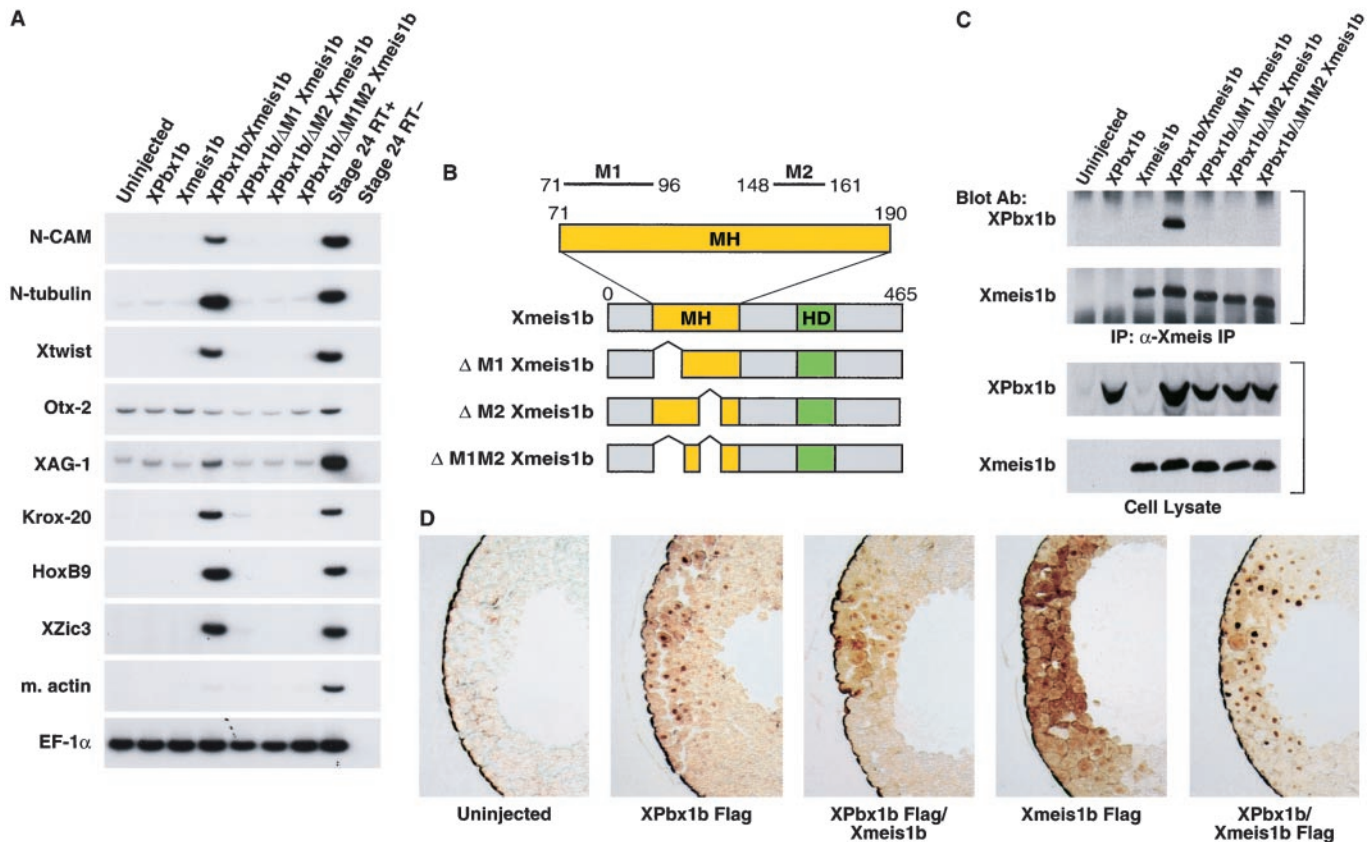 A
Uninjected
XPbx1b
Xmeis1b
XPbx1b/Xmeis1b
XPbx1b/ΔM1 Xmeis1b
XPbx1b/ΔM2 Xmeis1b
XPbx1b/ΔM1M2 Xmeis1b
Stage 24 RT+
Stage 24 RT–
N-CAM
N-tubulin
Xtwist
Otx-2
XAG-1
Krox-20
HoxB9
XZic3
m. actin
EF-1α
B
M1
M2
71 96 148 161
71 190
MH
0 465
Xmeis1b MH HD
Δ M1 Xmeis1b
Δ M2 Xmeis1b
Δ M1M2 Xmeis1b
C
Uninjected
XPbx1b
Xmeis1b
XPbx1b/Xmeis1b
XPbx1b/ΔM1 Xmeis1b
XPbx1b/ΔM2 Xmeis1b
XPbx1b/ΔM1M2 Xmeis1b
Blot Ab:
XPbx1b
Xmeis1b
IP: α-Xmeis IP
XPbx1b
Xmeis1b
Cell Lysate
D
Uninjected
XPbx1b Flag
XPbx1b Flag/
Xmeis1b
Xmeis1b Flag
XPbx1b/
Xmeis1b Flag